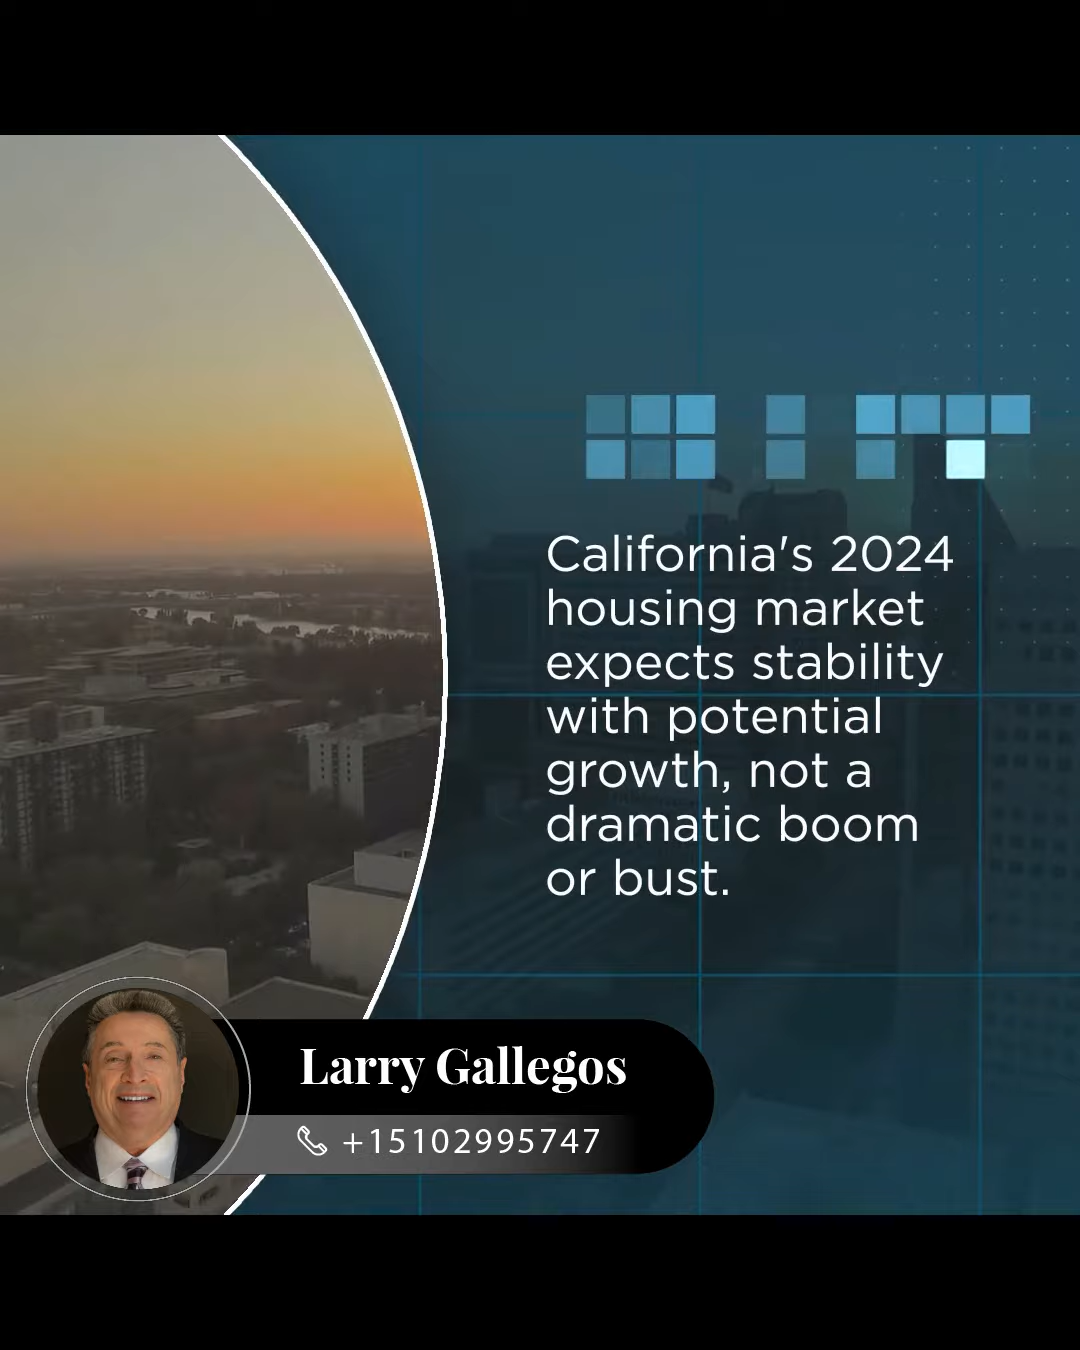 California's 2024
housing market
expects stability
with potential
growth, not a
dramatic boom
or bust.
Larry Gallegos
+15102995747